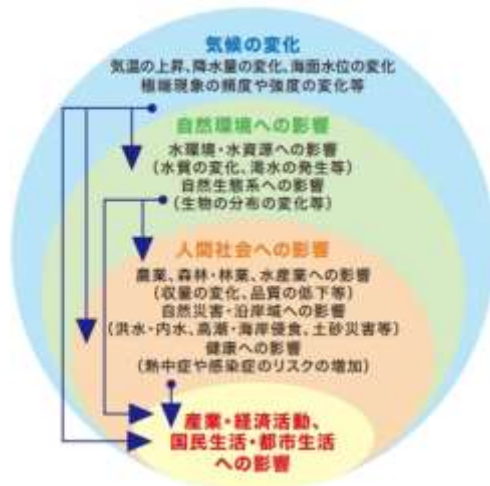 気候の変化
気温の上昇、降水量の変化、海面水位の変化
極端現象の頻度や強度の変化等
自然環境への影響
水環境・水資源への影響
(水質の変化、渇水の発生等)
自然生態系への影響
(生物の分布の変化等)
人間社会への影響
農業、森林・林業、水産業への影響
(収量の変化、品質の低下等)
自然災害・沿岸域への影響
(洪水・内水、高潮・海岸侵食、土砂災害等)
健康への影響
(熱中症や感染症のリスクの増加)
産業・経済活動、
国民生活・都市生活
への影響